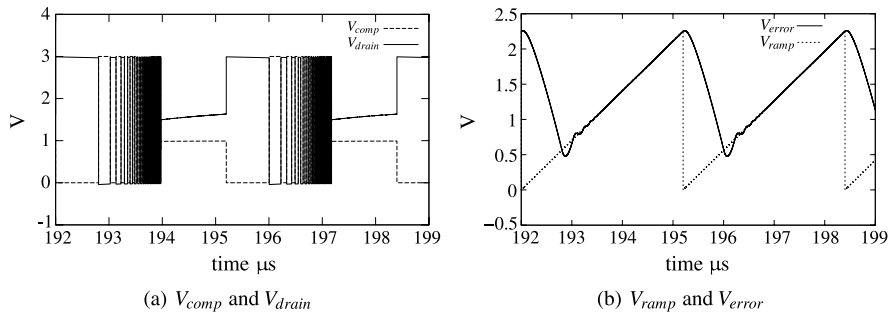 V_comp
V_drain
4
3
2
1
0
-1
V
192 193 194 195 196 197 198 199
time μs
(a) V_comp and V_drain
V_error
V_ramp
2.5
2
1.5
1
0.5
0
−0.5
V
192 193 194 195 196 197 198 199
time μs
(b) V_ramp and V_error